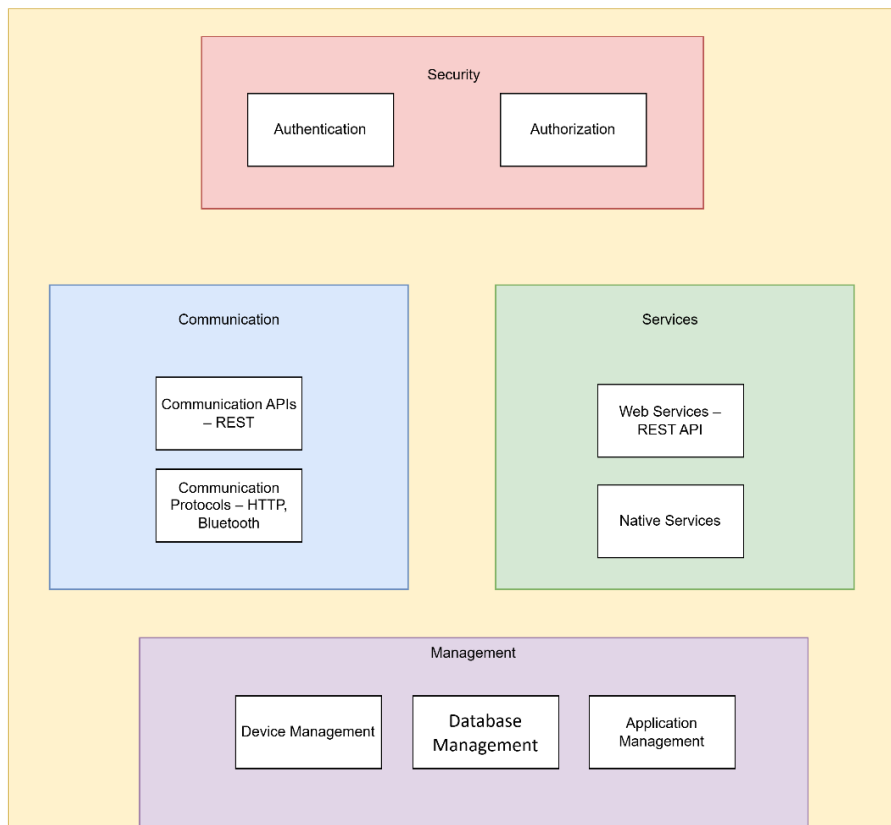 Security
Authentication
Authorization
Communication
Communication APIs
– REST
Communication
Protocols – HTTP,
Bluetooth
Services
Web Services –
REST API
Native Services
Management
Device Management
Database
Management
Application
Management